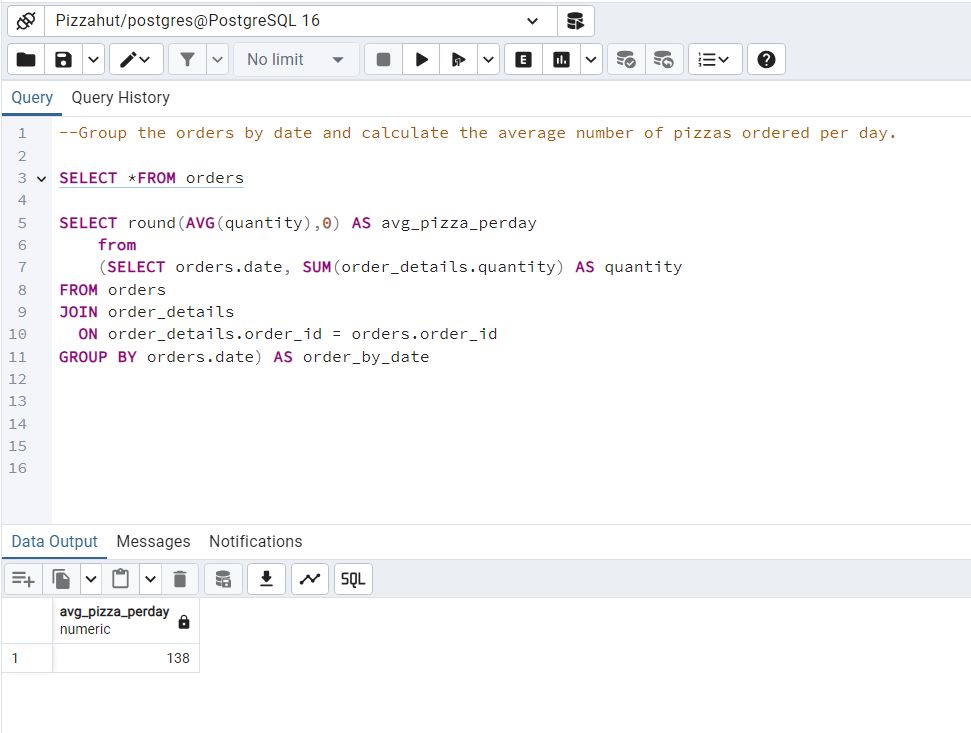 Pizzahut/postgres@PostgreSQL 16
No limit
E
Query Query History
1 --Group the orders by date and calculate the average number of pizzas ordered per day.
2
3 SELECT *FROM orders
4
5 SELECT round(AVG(quantity),0) AS avg_pizza_perday
6 from
7 (SELECT orders.date, SUM(order_details.quantity) AS quantity
8 FROM orders
9 JOIN order_details
10 ON order_details.order_id = orders.order_id
11 GROUP BY orders.date) AS order_by_date
12
13
14
15
16
Data Output Messages Notifications
SQL
avg_pizza_perday
numeric
1 138